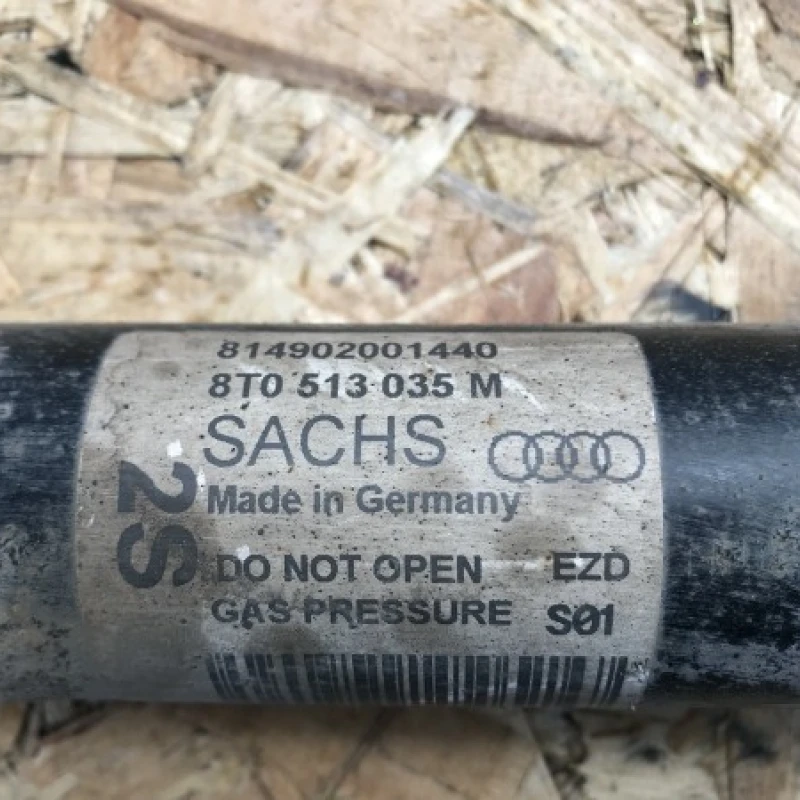 814902001440
8T0 513 035 M
SACHS
Made in Germany
2S
DO NOT OPEN EZD
GAS PRESSURE S01